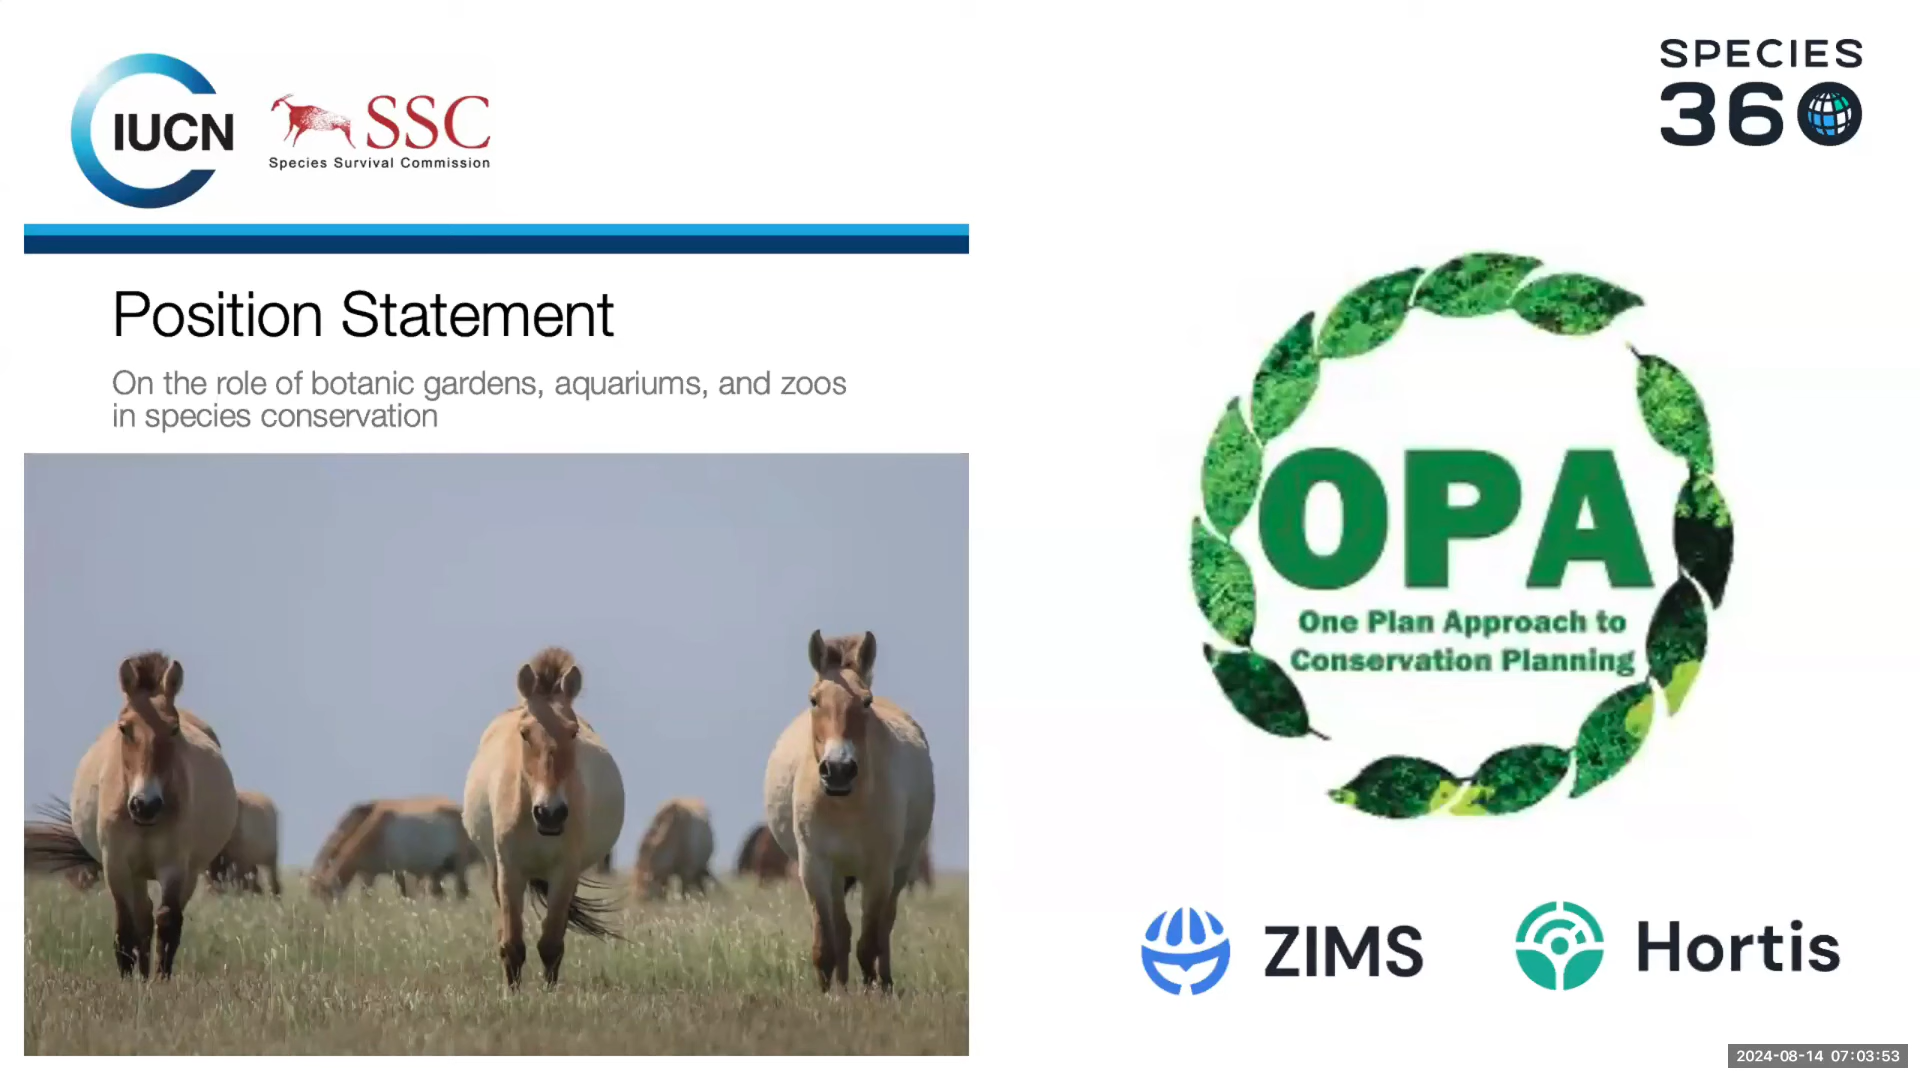 IUCN
SSC
Species Survival Commission
Position Statement
On the role of botanic gardens, aquariums, and zoos
in species conservation
SPECIES
360
OPA
One Plan Approach to
Conservation Planning
ZIMS
Hortis
2024-08-14 07:03:53